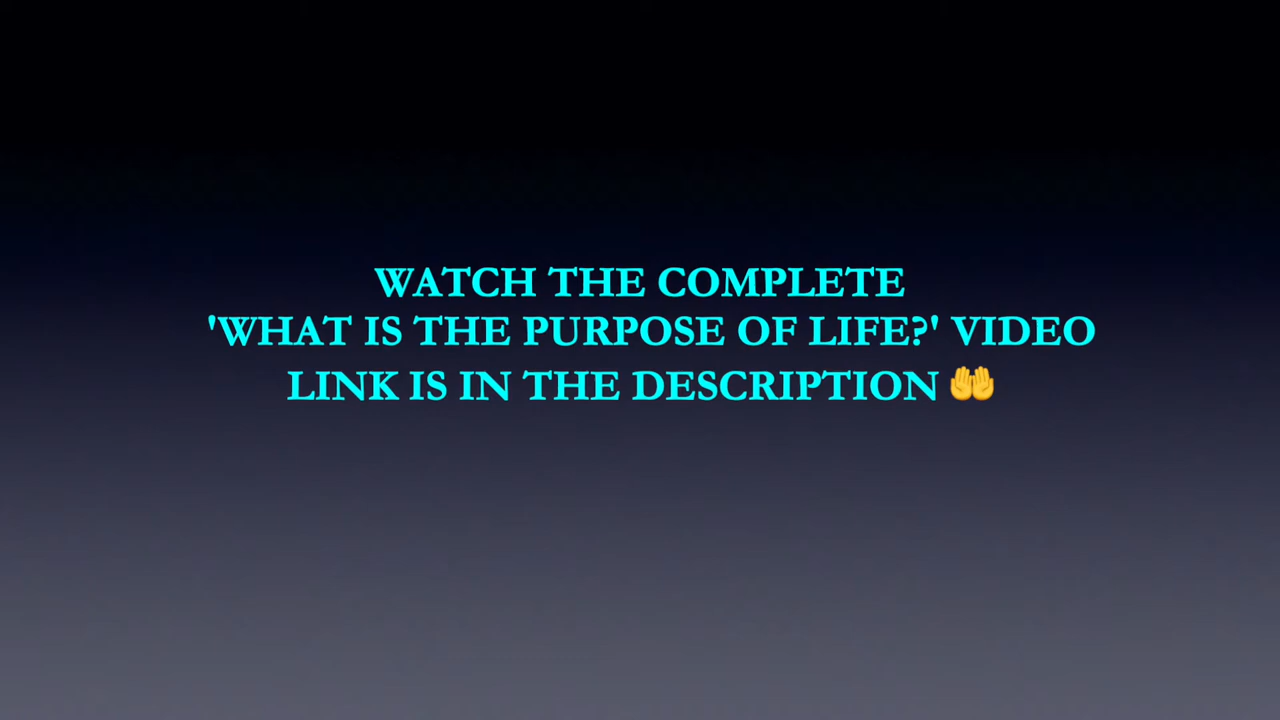 WATCH THE COMPLETE
'WHAT IS THE PURPOSE OF LIFE?' VIDEO
LINK IS IN THE DESCRIPTION 🤲